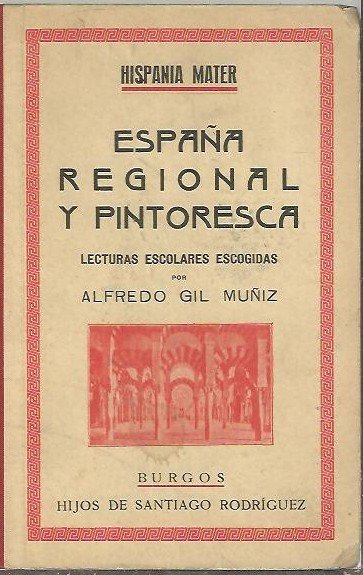 HISPANIA MATER
ESPAÑA
REGIONAL
Y PINTORESCA
LECTURAS ESCOLARES ESCOGIDAS
POR
ALFREDO GIL MUÑIZ
BURGOS
HIJOS DE SANTIAGO RODRÍGUEZ